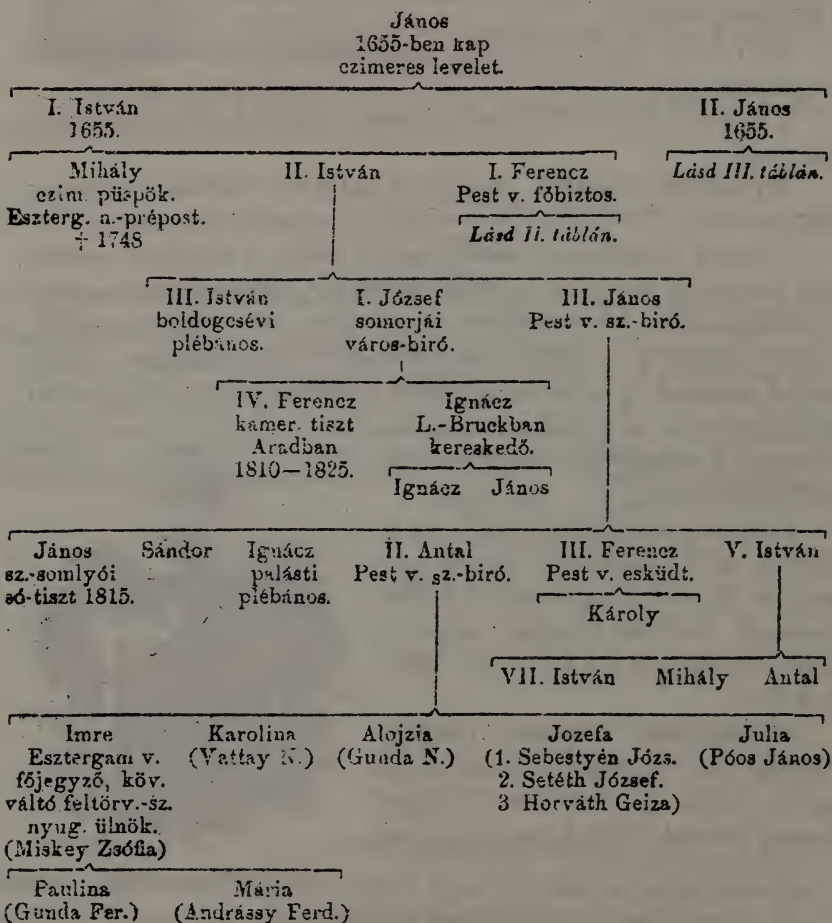 János
1655-ben kap
czimeres levelet.
I. István
1655.
II. János
1655.
Lásd III. táblán.
Mihály
czim. püspök.
Eszterg. n.-prépost.
† 1748
II. István
I. Ferencz
Pest v. főbiztos.
Lásd II. táblán.
III. István
boldogcsévi
plébános.
I. József
somorjái
város-biró.
III. János
Pest v. sz.-biró.
IV. Ferencz
kamer. tiszt
Aradban
1810—1825.
Ignácz
L.-Bruckban
kereskedő.
Ignácz János
János
sz.-somlyói
só-tiszt 1815.
Sándor
Ignácz
palásti
plébános.
II. Antal
Pest v. sz.-biró.
III. Ferencz
Pest v. esküdt.
Károly
V. István
VII. István Mihály Antal
Imre
Esztergam v.
főjegyző, köv.
váltó feltörv.-sz.
nyug. ülnök.
(Miskey Zsófia)
Karolina
(Vattay N.)
Alojzia
(Gunda N.)
Jozefa
(1. Sebestyén Józs.
2. Setéth József.
3 Horváth Geiza)
Julia
(Póos János)
Paulina
(Gunda Fer.)
Mária
(Andrássy Ferd.)